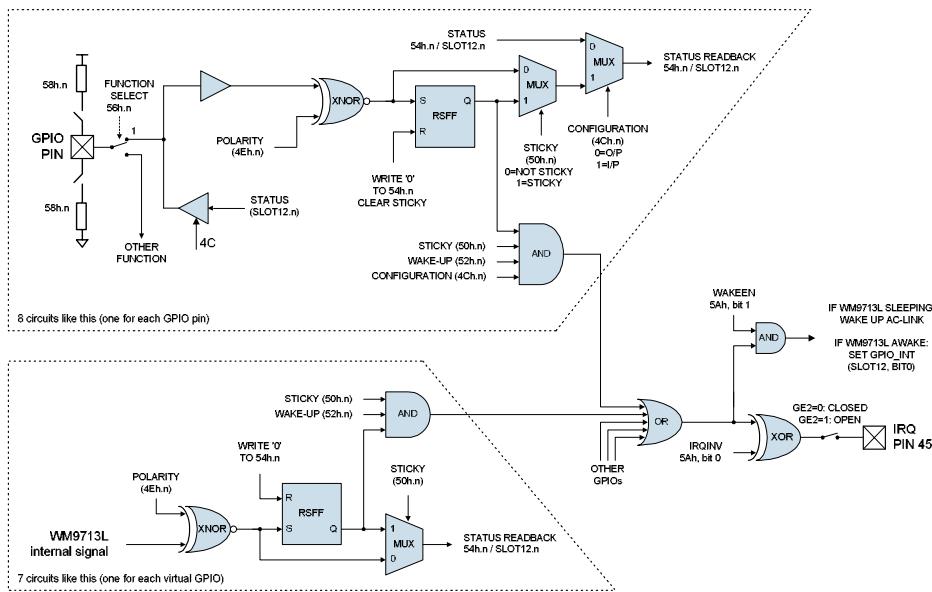 58h.n
FUNCTION
SELECT
56h.n
1
GPIO
PIN
58h.n
OTHER
FUNCTION
4C
STATUS
(SLOT12.n)
POLARITY
(4Eh.n)
XNOR
S
Q
RSFF
R
WRITE '0'
TO 54h.n
CLEAR STICKY
STATUS
54h.n / SLOT12.n
0
MUX
1
0
MUX
1
STATUS READBACK
54h.n / SLOT12.n
STICKY
(50h.n)
0=NOT STICKY
1=STICKY
CONFIGURATION
(4Ch.n)
0=O/P
1=I/P
STICKY (50h.n)
WAKE-UP (52h.n)
CONFIGURATION (4Ch.n)
AND
8 circuits like this (one for each GPIO pin)
WAKEEN
5Ah, bit 1
AND
IF WM9713L SLEEPING
WAKE UP AC-LINK
IF WM9713L AWAKE:
SET GPIO_INT
(SLOT12, BIT0)
STICKY (50h.n)
WAKE-UP (52h.n)
AND
OR
OTHER
GPIOs
IRQINV
5Ah, bit 0
XOR
GE2=0: CLOSED
GE2=1: OPEN
IRQ
PIN 45
WRITE '0'
TO 54h.n
POLARITY
(4Eh.n)
XNOR
WM9713L
internal signal
R
RSFF
S
Q
STICKY
(50h.n)
1
MUX
0
STATUS READBACK
54h.n / SLOT12.n
7 circuits like this (one for each virtual GPIO)